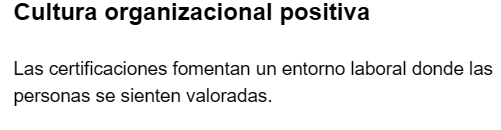 Cultura organizacional positiva
Las certificaciones fomentan un entorno laboral donde las
personas se sienten valoradas.